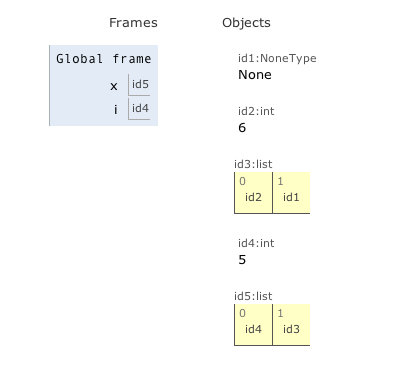 Frames Objects
Global frame
x id5
i id4
id1:NoneType
None
id2:int
6
id3:list
0 1
id2 id1
id4:int
5
id5:list
0 1
id4 id3